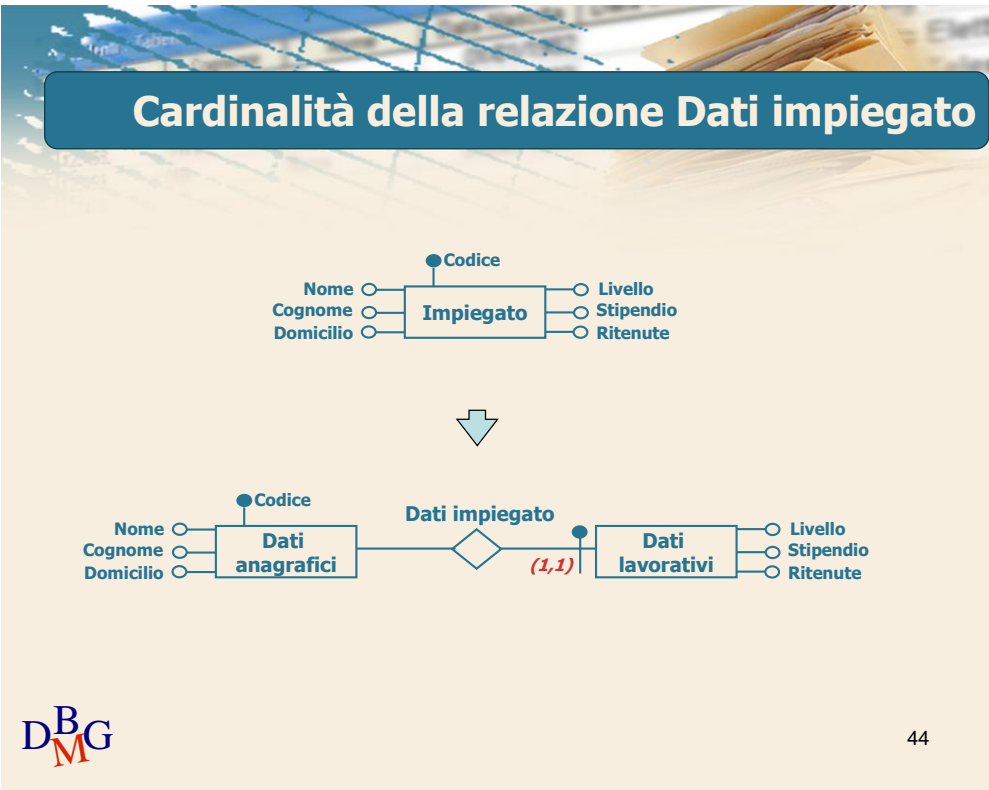 Cardinalità della relazione Dati impiegato
Codice
Nome
Cognome
Domicilio
Impiegato
Livello
Stipendio
Ritenute
Codice
Nome
Cognome
Domicilio
Dati
anagrafici
Dati impiegato
(1,1)
Dati
lavorativi
Livello
Stipendio
Ritenute
DBMG
44